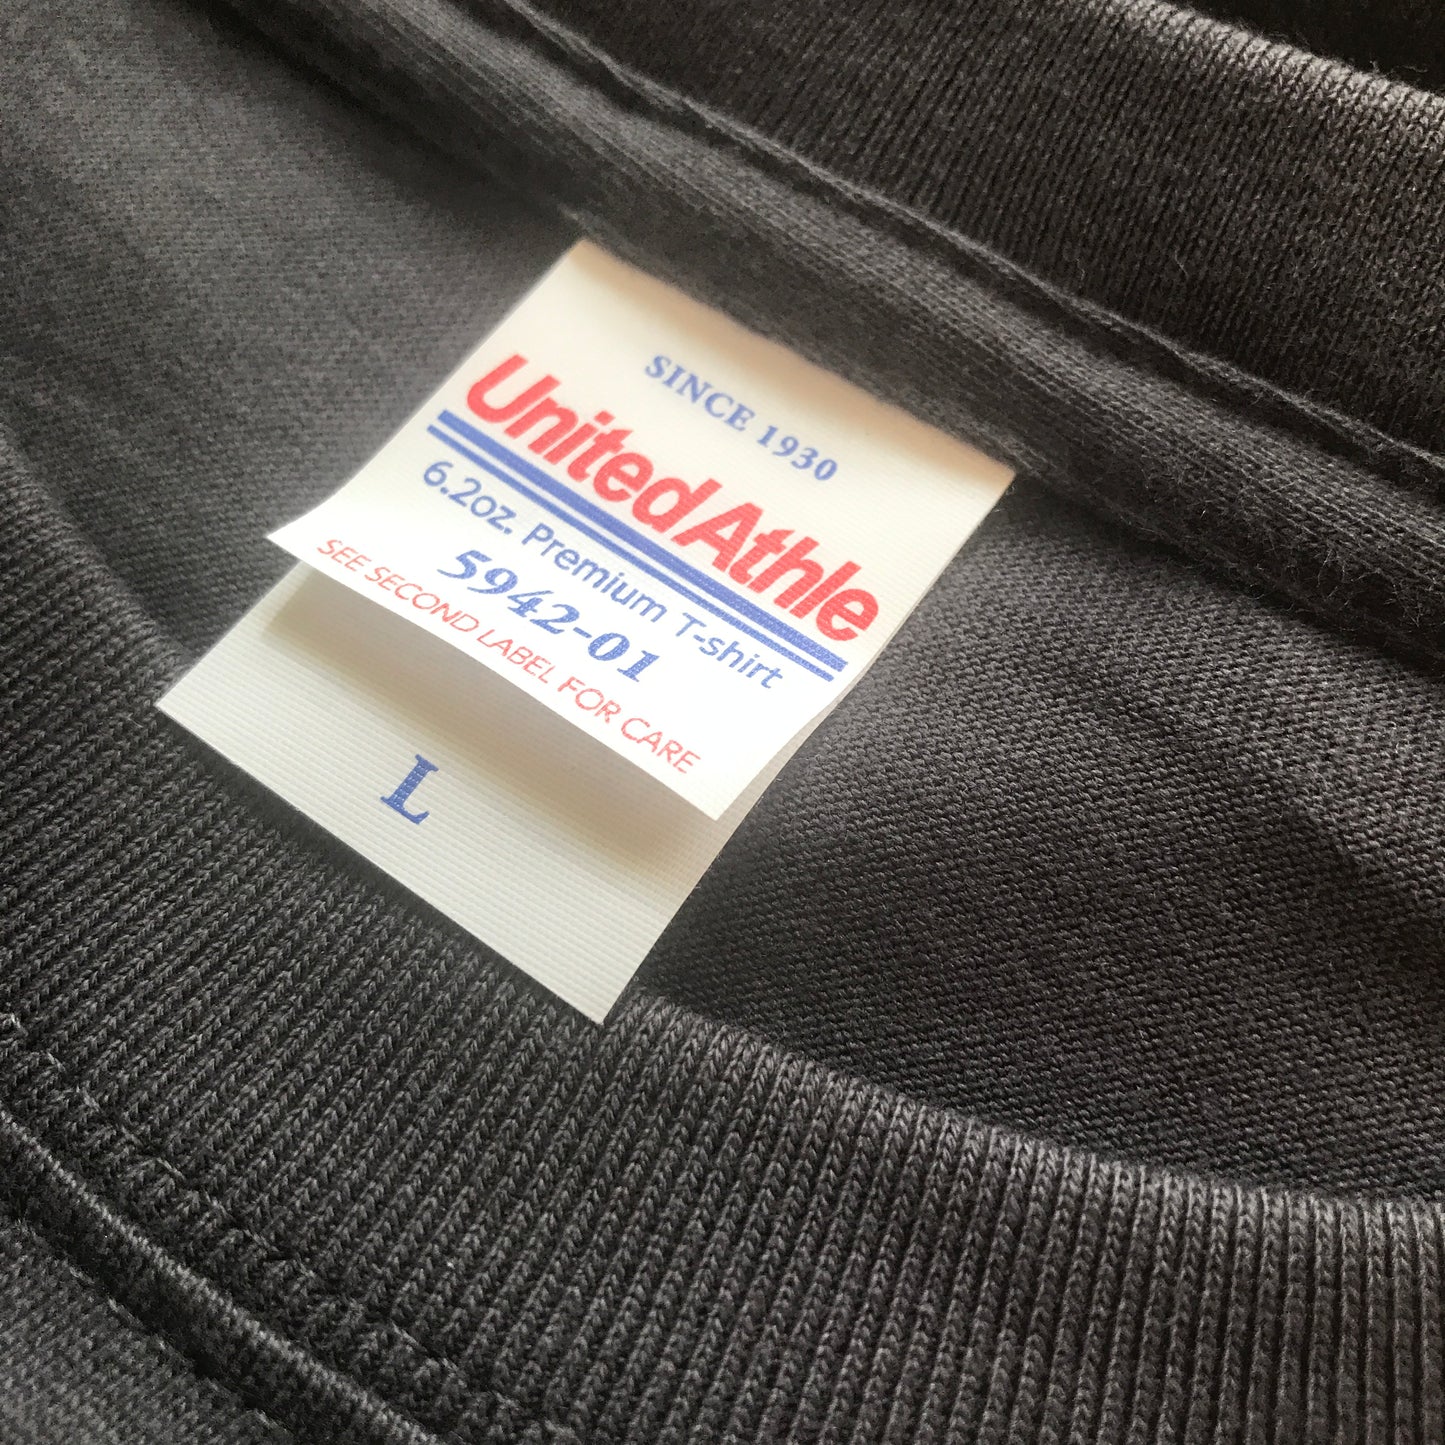 SINCE 1930
UnitedAthle
6.2oz. Premium T-shirt
5942-01
SEE SECOND LABEL FOR CARE
L